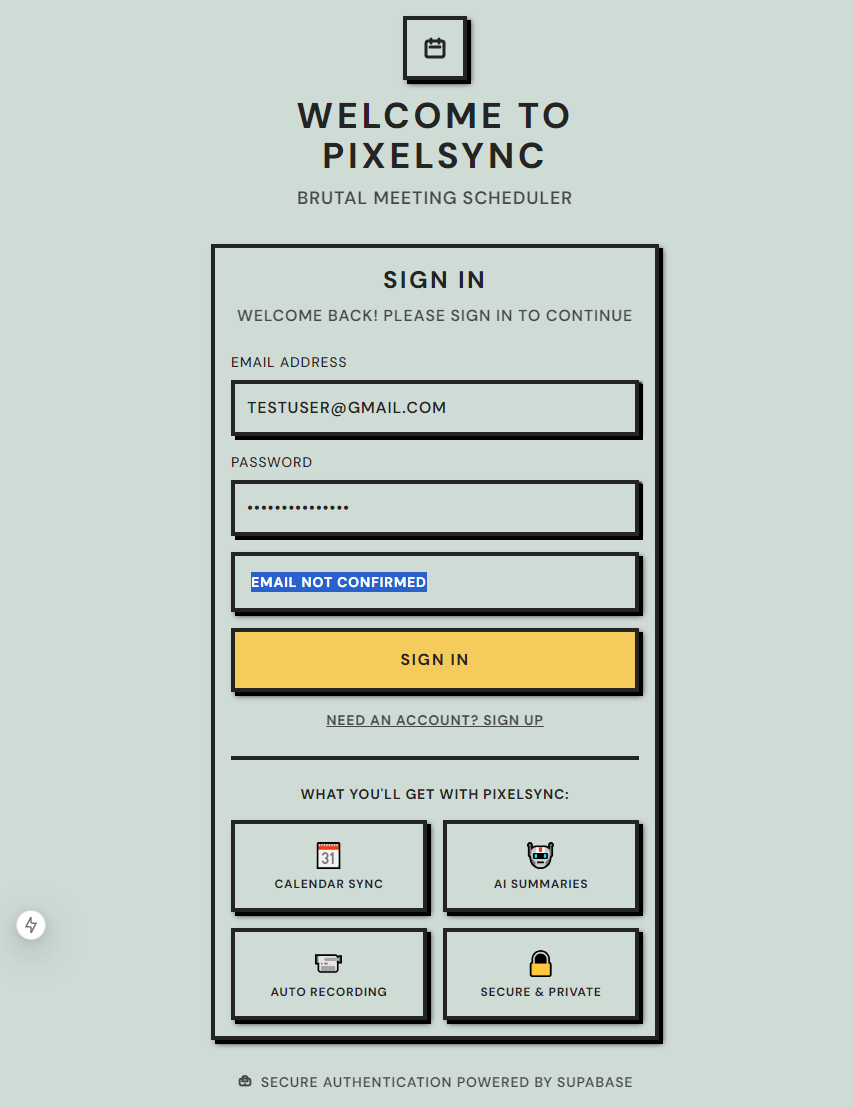 WELCOME TO
PIXELSYNC
BRUTAL MEETING SCHEDULER
SIGN IN
WELCOME BACK! PLEASE SIGN IN TO CONTINUE
EMAIL ADDRESS
TESTUSER@GMAIL.COM
PASSWORD
•••••••••••••••
EMAIL NOT CONFIRMED
SIGN IN
NEED AN ACCOUNT? SIGN UP
WHAT YOU'LL GET WITH PIXELSYNC:
31
CALENDAR SYNC
AI SUMMARIES
AUTO RECORDING
SECURE & PRIVATE
SECURE AUTHENTICATION POWERED BY SUPABASE